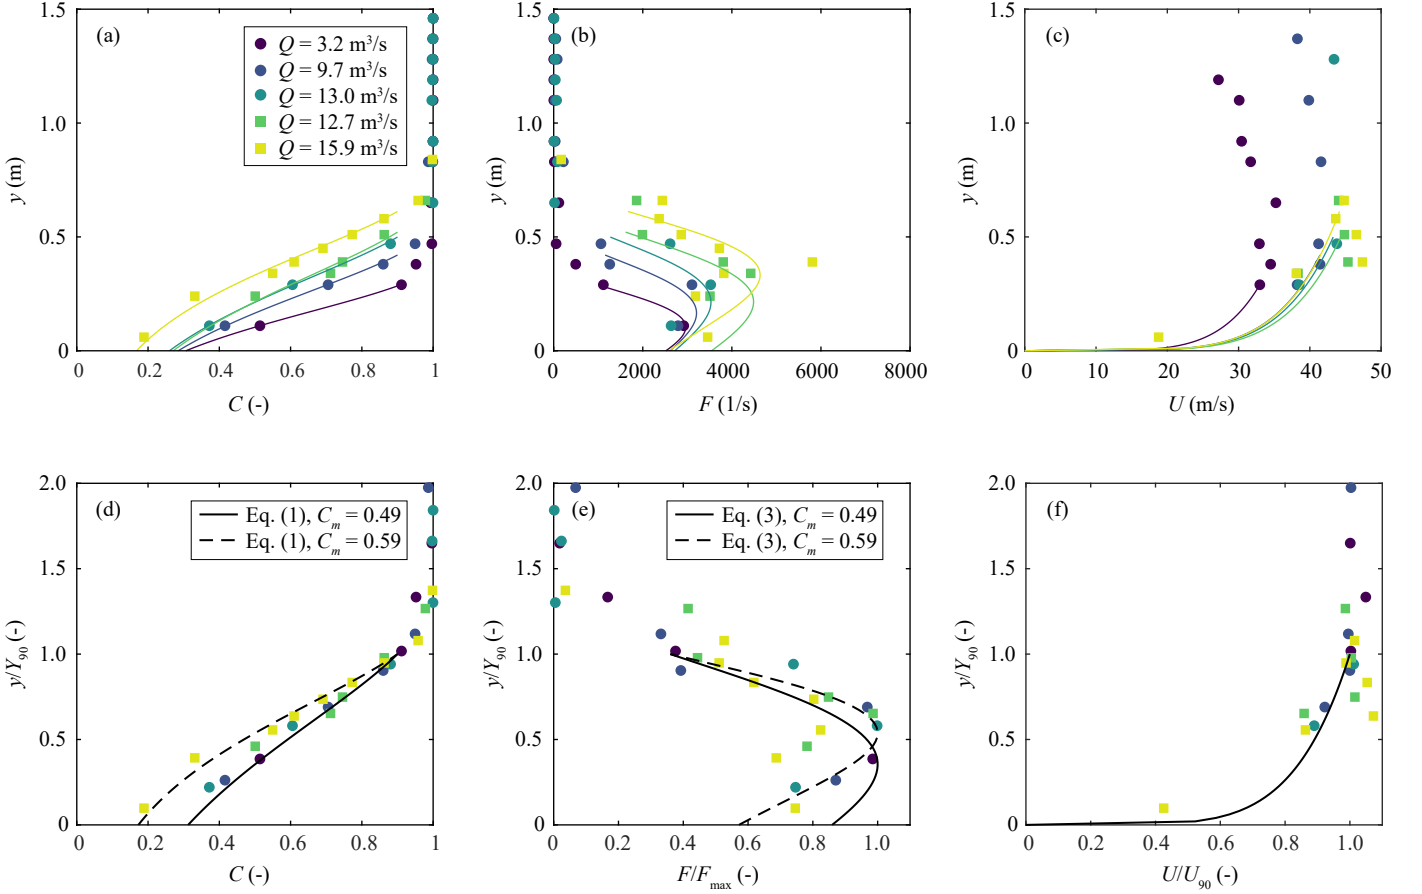 1.5
1.0
0.5
0
y (m)
(a)
Q = 3.2 m³/s
Q = 9.7 m³/s
Q = 13.0 m³/s
Q = 12.7 m³/s
Q = 15.9 m³/s
0 0.2 0.4 0.6 0.8 1
C (-)
1.5
1.0
0.5
0
y (m)
(b)
0 2000 4000 6000 8000
F (1/s)
1.5
1.0
0.5
0
y (m)
(c)
0 10 20 30 40 50
U (m/s)
2.0
1.5
1.0
0.5
0
y/Y₉₀ (-)
(d)
Eq. (1), Cₘ = 0.49
Eq. (1), Cₘ = 0.59
0 0.2 0.4 0.6 0.8 1
C (-)
2.0
1.5
1.0
0.5
0
y/Y₉₀ (-)
(e)
Eq. (3), Cₘ = 0.49
Eq. (3), Cₘ = 0.59
0 0.2 0.4 0.6 0.8 1.0
F/Fₘₐₓ (-)
2.0
1.5
1.0
0.5
0
y/Y₉₀ (-)
(f)
0 0.2 0.4 0.6 0.8 1.0
U/U₉₀ (-)